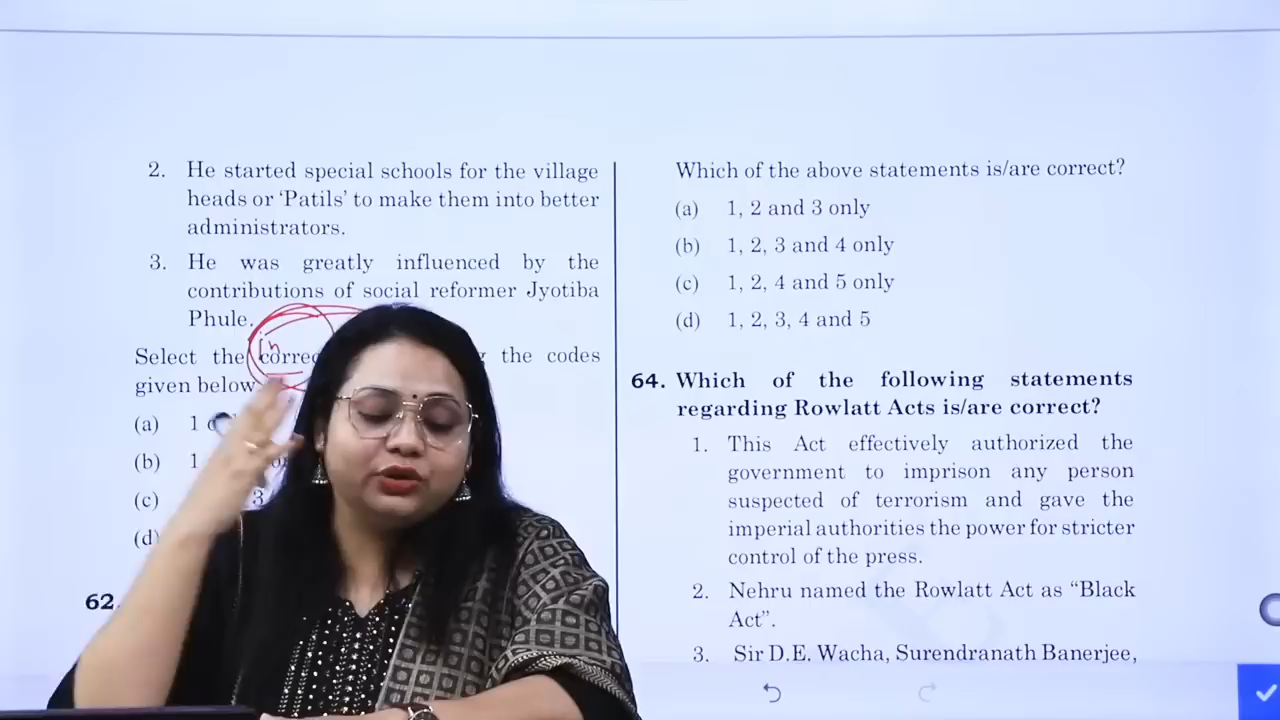 2. He started special schools for the village
heads or ‘Patils’ to make them into better
administrators.
3. He was greatly influenced by the
contributions of social reformer Jyotiba
Phule.
Select the the codes
given below
(a) 1
(b) 1
(c) 3
(d)
62.
Which of the above statements is/are correct?
(a) 1, 2 and 3 only
(b) 1, 2, 3 and 4 only
(c) 1, 2, 4 and 5 only
(d) 1, 2, 3, 4 and 5
64. Which of the following statements
regarding Rowlatt Acts is/are correct?
1. This Act effectively authorized the
government to imprison any person
suspected of terrorism and gave the
imperial authorities the power for stricter
control of the press.
2. Nehru named the Rowlatt Act as “Black
Act”.
3. Sir D.E. Wacha, Surendranath Banerjee,